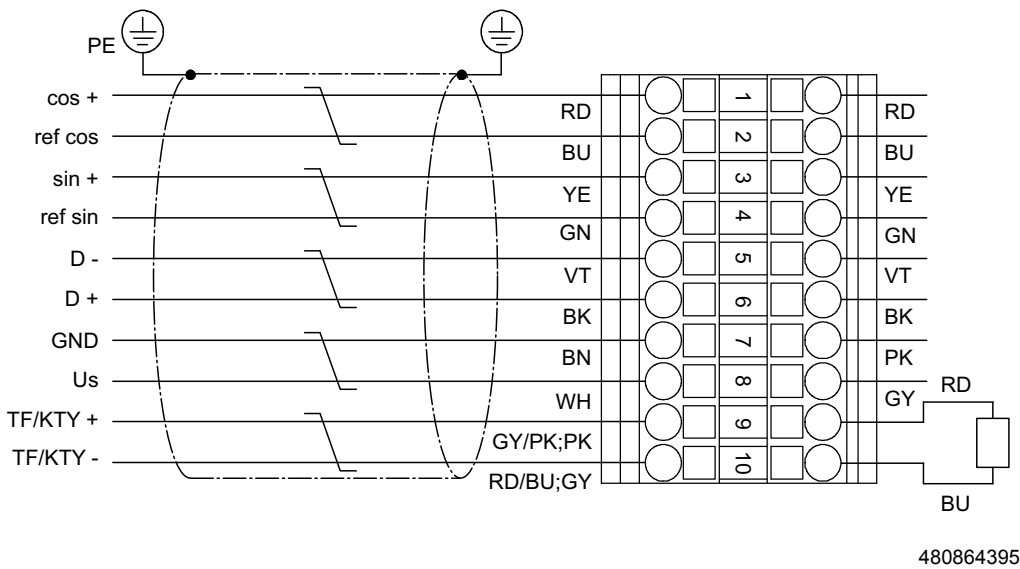 PE
cos +
RD
1
RD
ref cos
BU
2
BU
sin +
YE
3
YE
ref sin
GN
4
GN
D -
VT
5
VT
D +
BK
6
BK
GND
BN
7
PK
Us
WH
8
GY
RD
TF/KTY +
GY/PK;PK
9
TF/KTY -
RD/BU;GY
10
BU
480864395